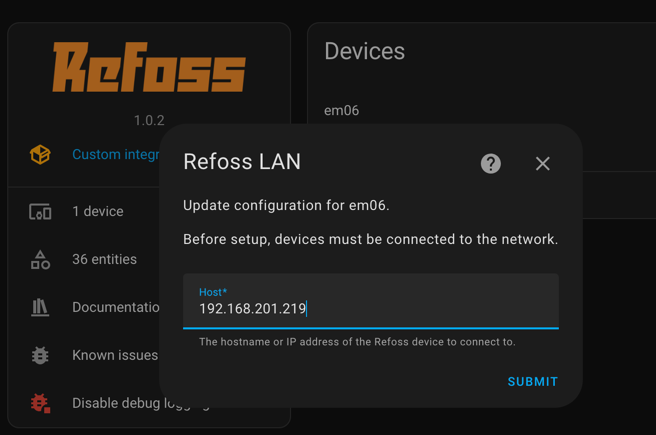 Refoss
1.0.2
Custom integr
1 device
36 entities
Documentatio
Known issues
Disable debug logging
Devices
em06
Refoss LAN
Update configuration for em06.
Before setup, devices must be connected to the network.
Host*
192.168.201.219
The hostname or IP address of the Refoss device to connect to.
SUBMIT